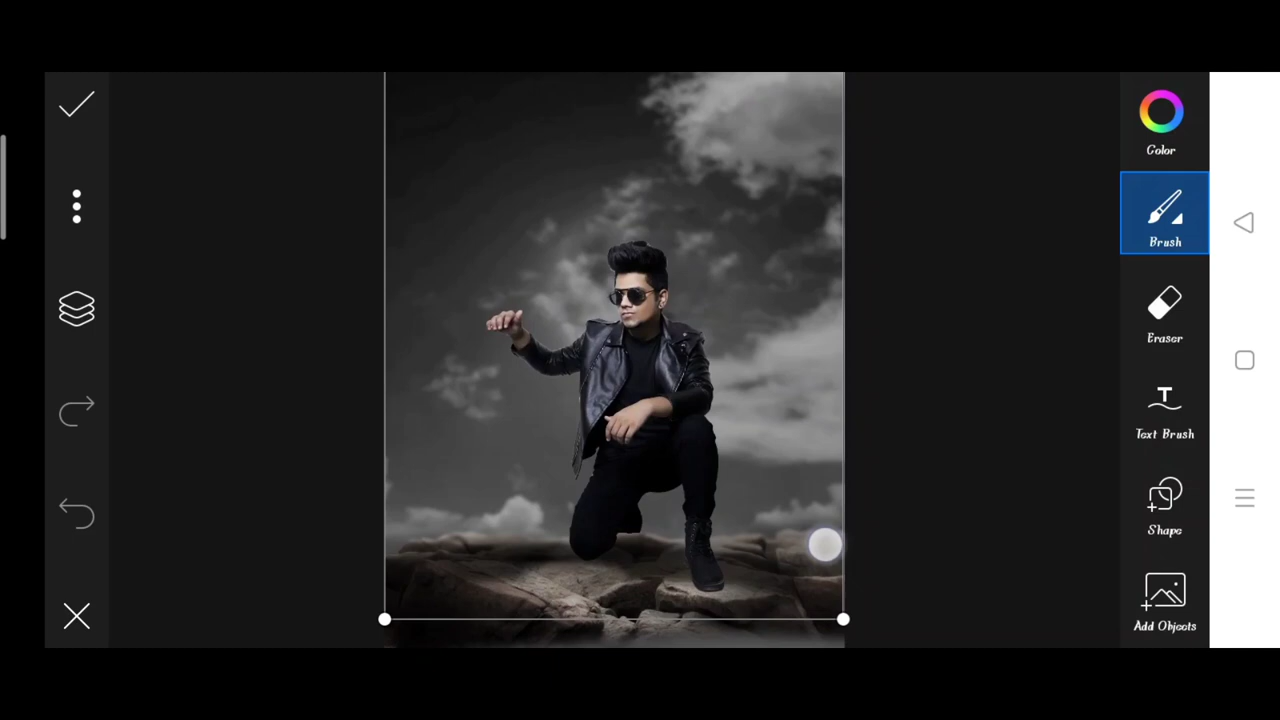 Color
Brush
Eraser
Text Brush
Shape
Add Objects